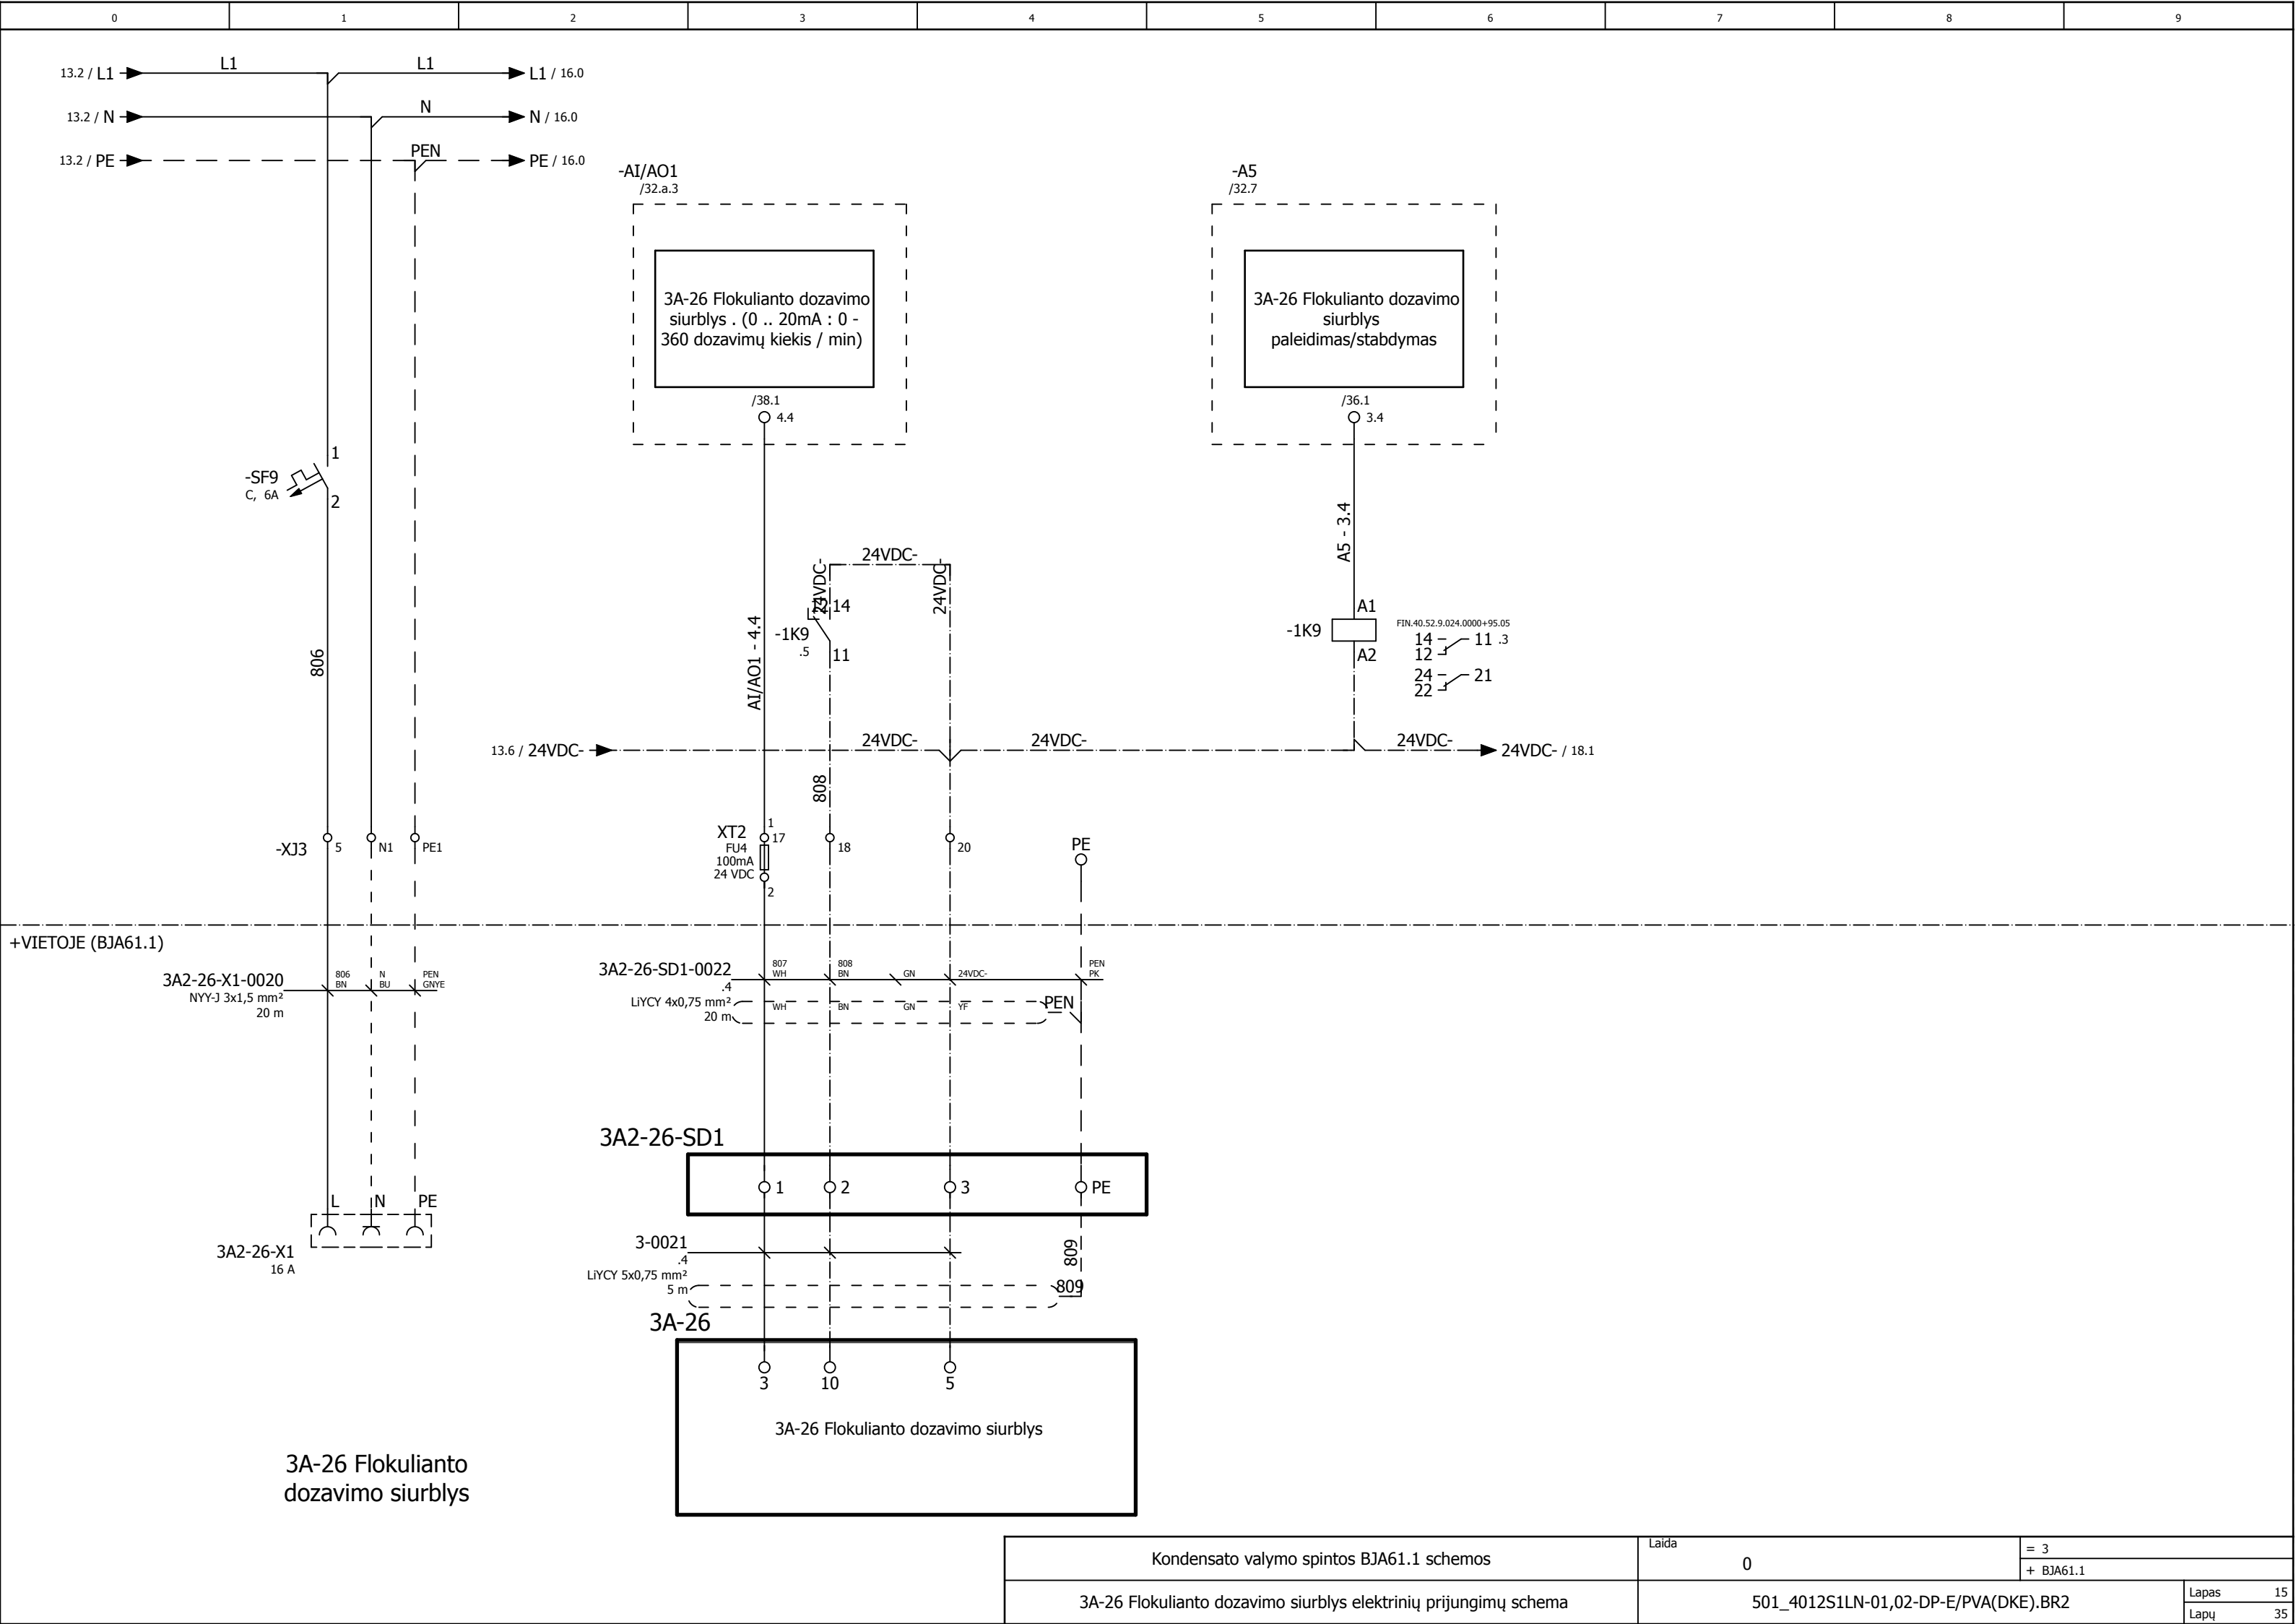 0 1 2 3 4 5 6 7 8 9
13.2 / L1
L1
L1
L1 / 16.0
13.2 / N
N
N / 16.0
13.2 / PE
PEN
PE / 16.0
-AI/AO1
/32.a.3
3A-26 Flokulianto dozavimo
siurblys . (0 .. 20mA : 0 -
360 dozavimų kiekis / min)
/38.1
4.4
-A5
/32.7
3A-26 Flokulianto dozavimo
siurblys
paleidimas/stabdymas
/36.1
3.4
-SF9
C, 6A
1
2
806
AI/AO1 - 4.4
24VDC-
24VDC-
24VDC-
12 14
-1K9
.5
11
A5 - 3.4
-1K9
A1
A2
FIN.40.52.9.024.0000+95.05
14 11 .3
12
24 21
22
13.6 / 24VDC-
24VDC-
24VDC-
24VDC-
24VDC- / 18.1
808
-XJ3
5
N1
PE1
XT2
FU4
100mA
24 VDC
1
17
2
18
20
PE
+VIETOJE (BJA61.1)
3A2-26-X1-0020
NYY-J 3x1,5 mm²
20 m
806
BN
N
BU
PEN
GNYE
3A2-26-SD1-0022
.4
LiYCY 4x0,75 mm²
20 m
807
WH
808
BN
GN
24VDC-
PEN
PK
WH
BN
GN
YF
PEN
3A2-26-SD1
1
2
3
PE
L
N
PE
3A2-26-X1
16 A
3-0021
.4
LiYCY 5x0,75 mm²
5 m
809
809
3A-26
3
10
5
3A-26 Flokulianto dozavimo siurblys
3A-26 Flokulianto
dozavimo siurblys
Kondensato valymo spintos BJA61.1 schemos
Laida
0
= 3
+ BJA61.1
3A-26 Flokulianto dozavimo siurblys elektrinių prijungimų schema
501_4012S1LN-01,02-DP-E/PVA(DKE).BR2
Lapas 15
Lapų 35